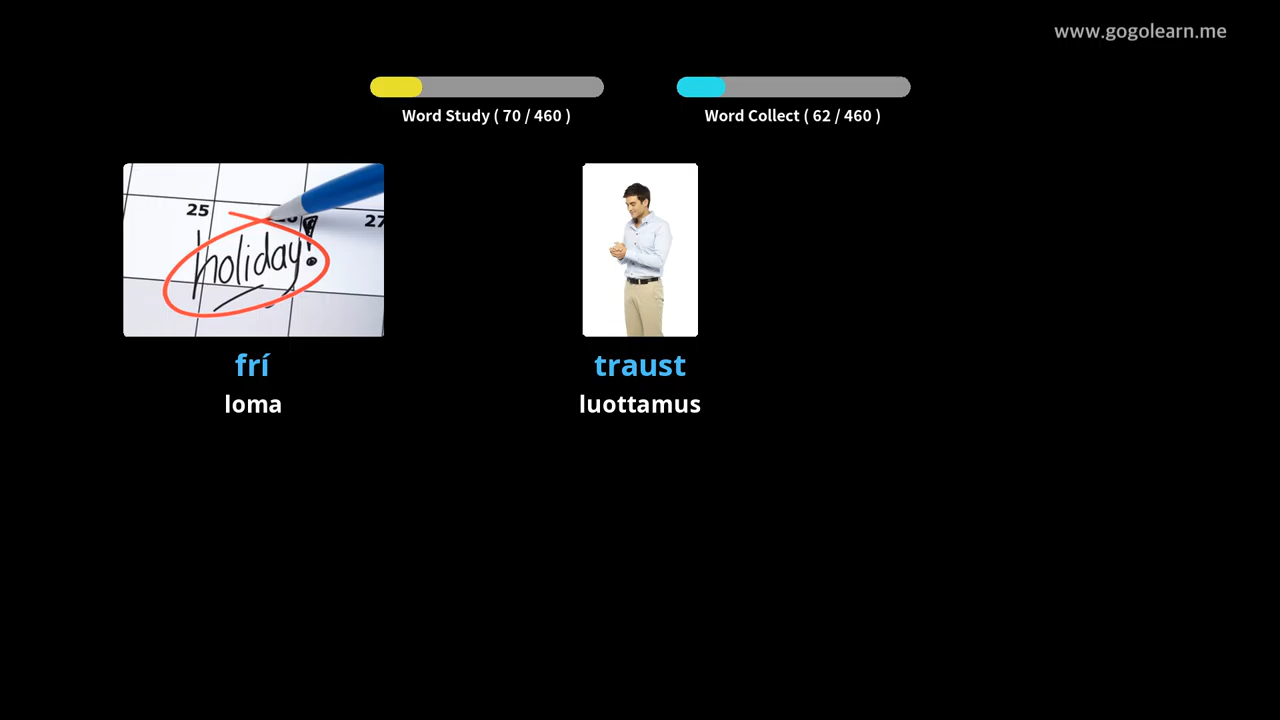 www.gogolearn.me
Word Study ( 70 / 460 )
Word Collect ( 62 / 460 )
25
27
holiday!
frí
loma
traust
luottamus